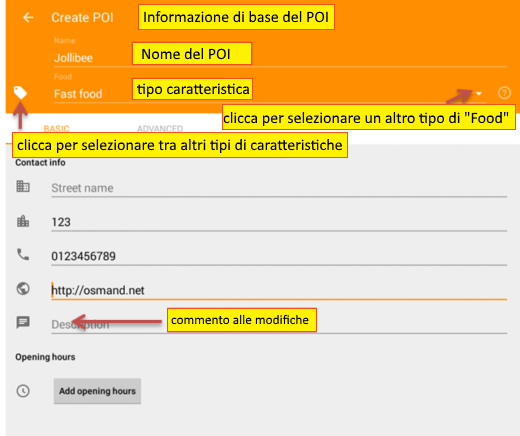 Create POI
Informazione di base del POI
Name
Jollibee
Nome del POI
Food
Fast food
tipo caratteristica
clicca per selezionare un altro tipo di "Food"
BASIC
ADVANCED
clicca per selezionare tra altri tipi di caratteristiche
Contact info
Street name
123
0123456789
http://osmand.net
Description
commento alle modifiche
Opening hours
Add opening hours